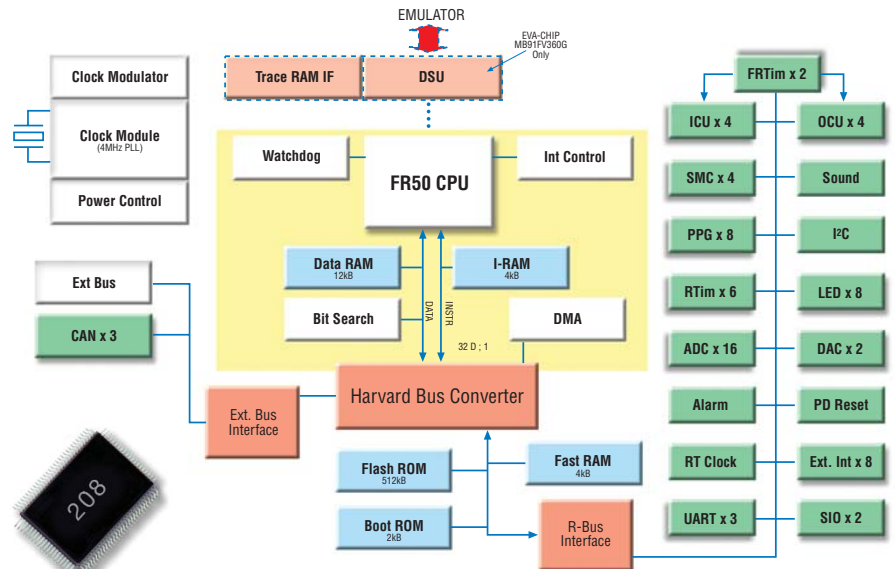 EMULATOR
EVA-CHIP
MB91FV360G
Only
Clock Modulator
Clock Module
(4MHz PLL)
Power Control
Trace RAM IF
DSU
FRTim x 2
ICU x 4
OCU x 4
Watchdog
FR50 CPU
Int Control
SMC x 4
Sound
PPG x 8
I²C
Data RAM
12kB
I-RAM
4kB
Ext Bus
RTim x 6
LED x 8
Bit Search
DATA
INSTR
DMA
CAN x 3
32 D ; 1
ADC x 16
DAC x 2
Harvard Bus Converter
Ext. Bus
Interface
Alarm
PD Reset
Flash ROM
512kB
Fast RAM
4kB
RT Clock
Ext. Int x 8
Boot ROM
2kB
R-Bus
Interface
UART x 3
SIO x 2
208